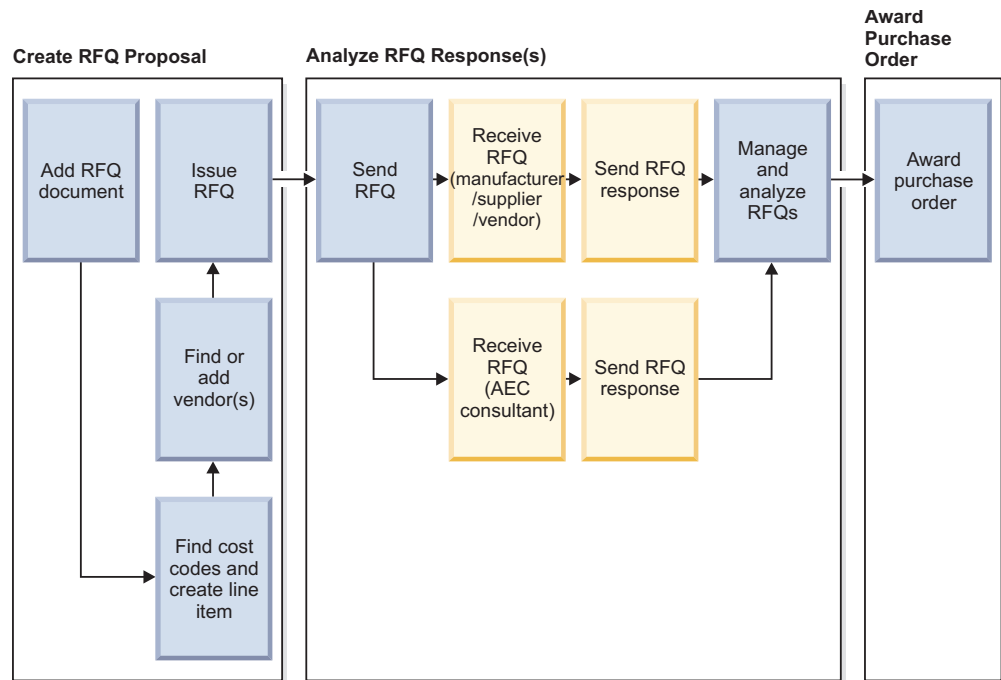 Create RFQ Proposal
Analyze RFQ Response(s)
Award
Purchase
Order
Add RFQ
document
Issue
RFQ
Find or
add
vendor(s)
Find cost
codes and
create line
item
Send
RFQ
Receive
RFQ
(manufacturer
/supplier
/vendor)
Send RFQ
response
Manage
and
analyze
RFQs
Receive
RFQ
(AEC
consultant)
Send RFQ
response
Award
purchase
order